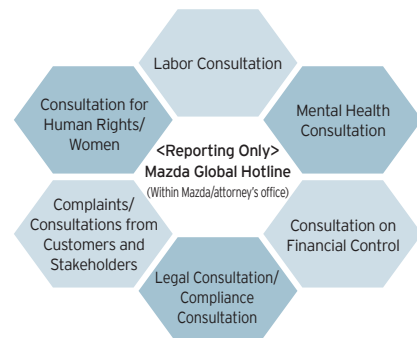 Labor Consultation
Consultation for
Human Rights/
Women
Mental Health
Consultation
<Reporting Only>
Mazda Global Hotline
(Within Mazda/attorney's office)
Complaints/
Consultations from
Customers and
Stakeholders
Consultation on
Financial Control
Legal Consultation/
Compliance
Consultation